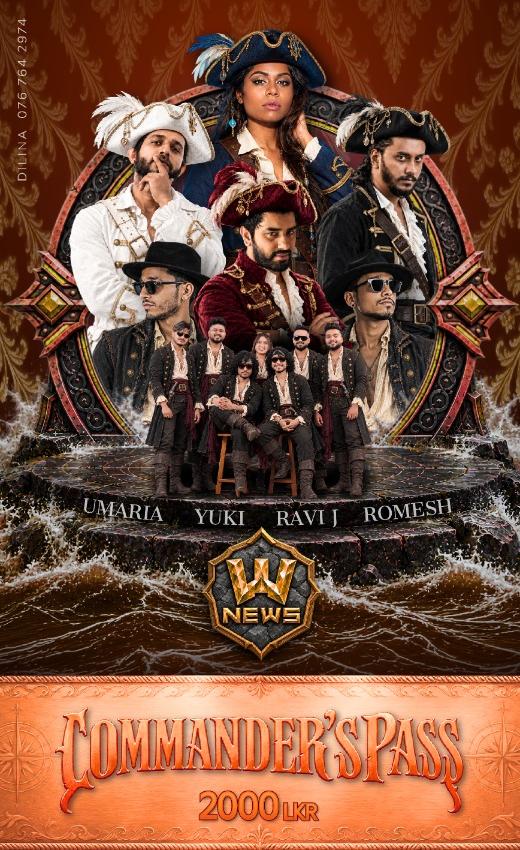 DILINA 076 764 2974
UMARIA YUKI RAVI J ROMESH
W
NEWS
COMMANDER'S PASS
2000 LKR